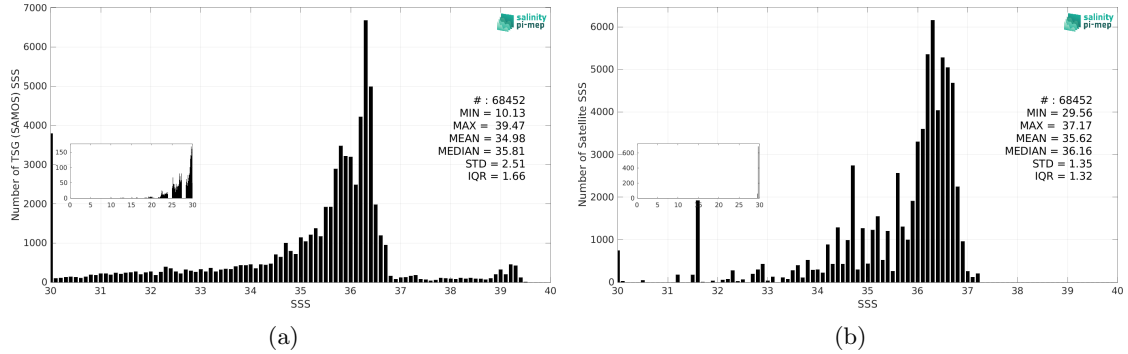 7000
6000
5000
4000
3000
2000
1000
0
Number of TSG (SAMOS) SSS
salinity
pi-mep
# : 68452
MIN = 10.13
MAX = 39.47
MEAN = 34.98
MEDIAN = 35.81
STD = 2.51
IQR = 1.66
150
100
50
0
0 5 10 15 20 25 30
30 31 32 33 34 35 36 37 38 39 40
SSS
(a)
6000
5000
4000
3000
2000
1000
0
Number of Satellite SSS
salinity
pi-mep
# : 68452
MIN = 29.56
MAX = 37.17
MEAN = 35.62
MEDIAN = 36.16
STD = 1.35
IQR = 1.32
600
400
200
0
0 5 10 15 20 25 30
30 31 32 33 34 35 36 37 38 39 40
SSS
(b)